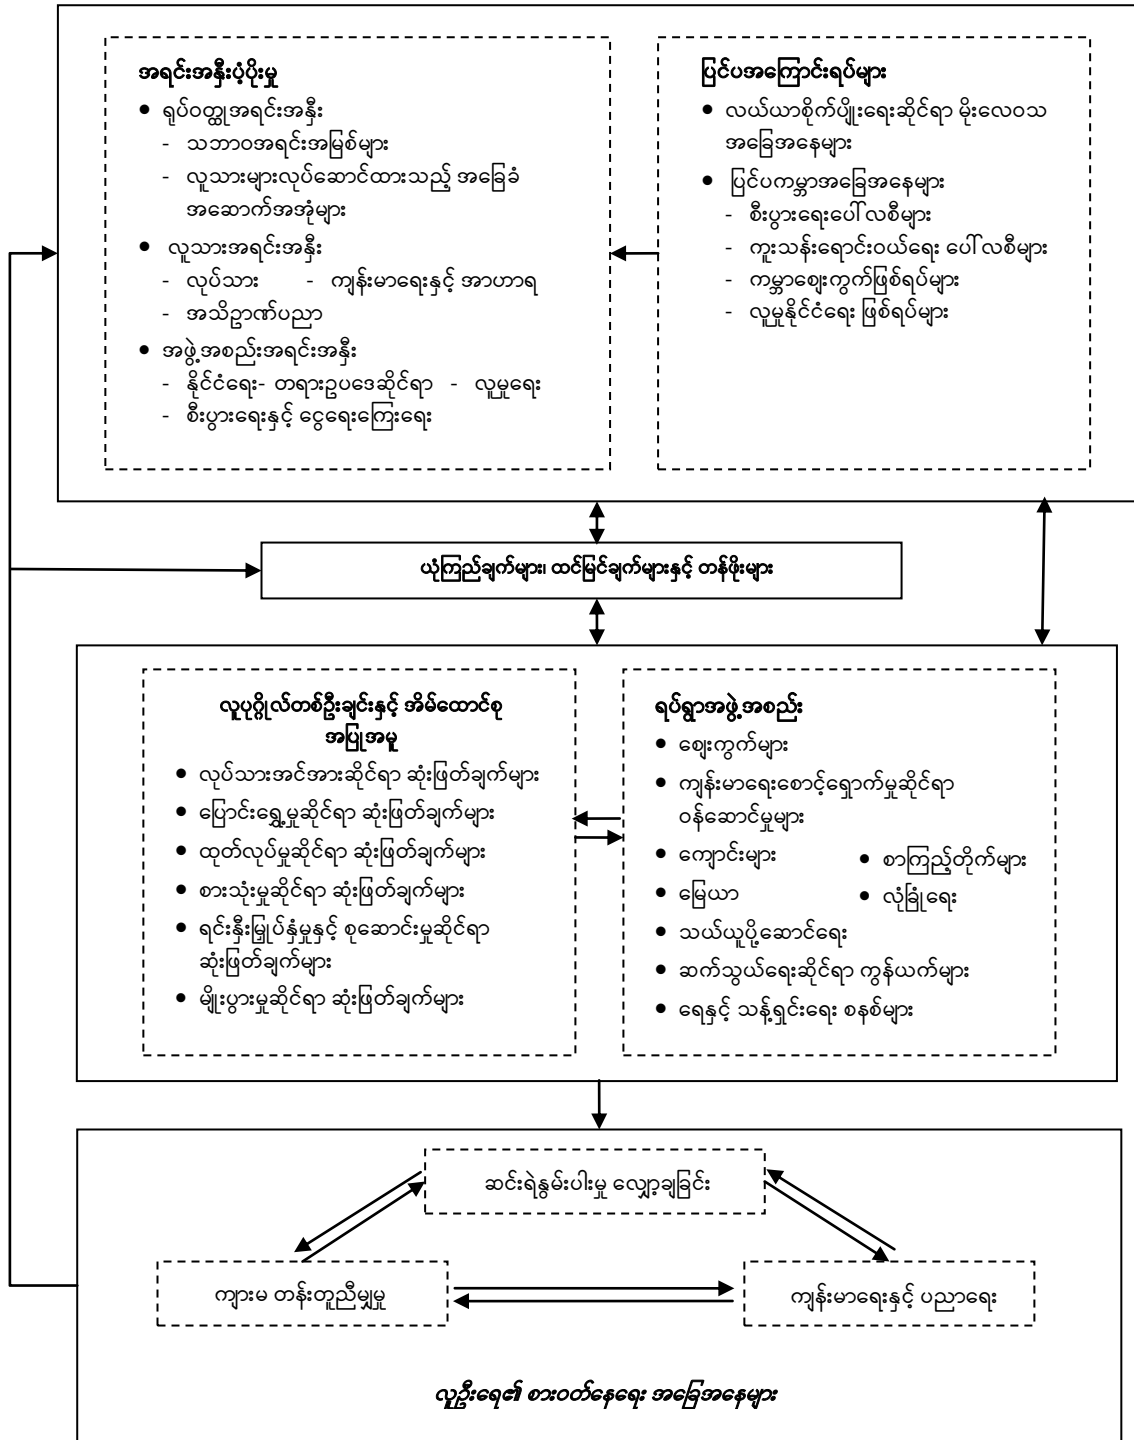 အရင်းအနှီးပံ့ပိုးမှု
● ရုပ်ဝတ္ထုအရင်းအနှီး
- သဘာဝအရင်းအမြစ်များ
- လူသားများလုပ်ဆောင်ထားသည့် အခြေခံ
အဆောက်အအုံများ
● လူသားအရင်းအနှီး
- လုပ်သား - ကျန်းမာရေးနှင့် အာဟာရ
- အသိဥာဏ်ပညာ
● အဖွဲ့အစည်းအရင်းအနှီး
- နိုင်ငံရေး- တရားဥပဒေဆိုင်ရာ - လူမှုရေး
- စီးပွားရေးနှင့် ငွေရေးကြေးရေး
ပြင်ပအကြောင်းရပ်များ
● လယ်ယာစိုက်ပျိုးရေးဆိုင်ရာ မိုးလေဝသ
အခြေအနေများ
● ပြင်ပကမ္ဘာအခြေအနေများ
- စီးပွားရေးပေါ်လစီများ
- ကူးသန်းရောင်းဝယ်ရေး ပေါ်လစီများ
- ကမ္ဘာ့ဈေးကွက်ဖြစ်ရပ်များ
- လူမှုနိုင်ငံရေး ဖြစ်ရပ်များ
ယုံကြည်ချက်များ၊ ထင်မြင်ချက်များနှင့် တန်ဖိုးများ
လူပုဂ္ဂိုလ်တစ်ဦးချင်းနှင့် အိမ်ထောင်စု
အပြုအမူ
● လုပ်သားအင်အားဆိုင်ရာ ဆုံးဖြတ်ချက်များ
● ပြောင်းရွှေ့မှုဆိုင်ရာ ဆုံးဖြတ်ချက်များ
● ထုတ်လုပ်မှုဆိုင်ရာ ဆုံးဖြတ်ချက်များ
● စားသုံးမှုဆိုင်ရာ ဆုံးဖြတ်ချက်များ
● ရင်းနှီးမြှုပ်နှံမှုနှင့် စုဆောင်းမှုဆိုင်ရာ
ဆုံးဖြတ်ချက်များ
● မျိုးပွားမှုဆိုင်ရာ ဆုံးဖြတ်ချက်များ
ရပ်ရွာအဖွဲ့အစည်း
● ဈေးကွက်များ
● ကျန်းမာရေးစောင့်ရှောက်မှုဆိုင်ရာ
ဝန်ဆောင်မှုများ
● ကျောင်းများ ● စာကြည့်တိုက်များ
● မြေယာ ● လုံခြုံရေး
● သယ်ယူပို့ဆောင်ရေး
● ဆက်သွယ်ရေးဆိုင်ရာ ကွန်ယက်များ
● ရေနှင့် သန့်ရှင်းရေး စနစ်များ
ဆင်းရဲနွမ်းပါးမှု လျှော့ချခြင်း
ကျားမ တန်းတူညီမျှမှု
ကျန်းမာရေးနှင့် ပညာရေး
လူဦးရေ၏ စားဝတ်နေရေး အခြေအနေများ